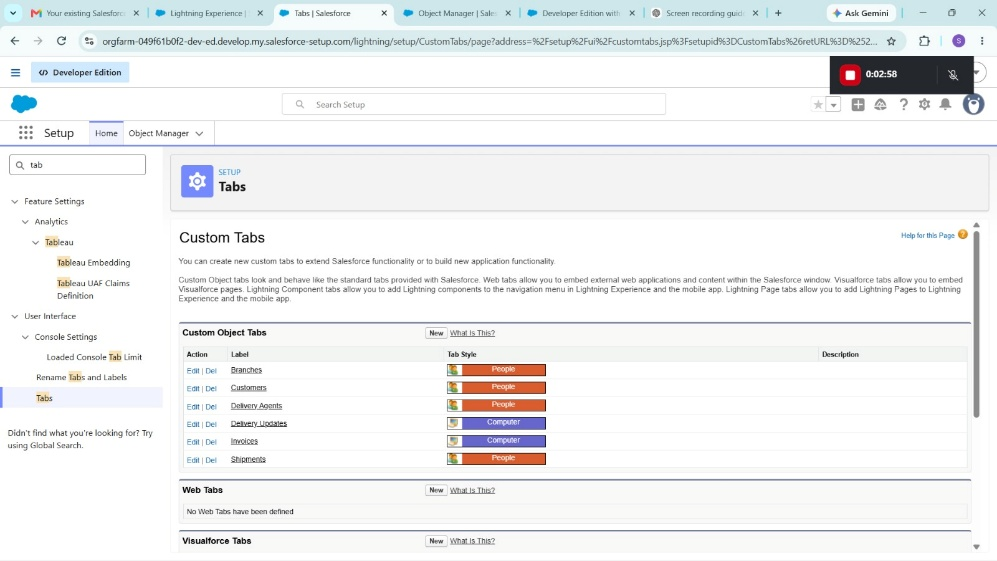 Your existing Salesforc
Lightning Experience |
Tabs | Salesforce
Object Manager | Sales
Developer Edition with
Screen recording guid
Ask Gemini
orgfarm-049f61b0f2-dev-ed.develop.my.salesforce-setup.com/lightning/setup/CustomTabs/page?address=%2Fsetup%2Fui%2Fcustomtabs.jsp%3Fsetupid%3DCustomTabs%26retURL%3D%252...
S
Developer Edition
0:02:58
Search Setup
Setup
Home
Object Manager
tab
SETUP
Tabs
Feature Settings
Analytics
Tableau
Tableau Embedding
Tableau UAF Claims
Definition
User Interface
Console Settings
Loaded Console Tab Limit
Rename Tabs and Labels
Tabs
Didn't find what you're looking for? Try
using Global Search.
Custom Tabs
Help for this Page
You can create new custom tabs to extend Salesforce functionality or to build new application functionality.
Custom Object tabs look and behave like the standard tabs provided with Salesforce. Web tabs allow you to embed external web applications and content within the Salesforce window. Visualforce tabs allow you to embed
Visualforce pages. Lightning Component tabs allow you to add Lightning components to the navigation menu in Lightning Experience and the mobile app. Lightning Page tabs allow you to add Lightning Pages to Lightning
Experience and the mobile app.
Custom Object Tabs New What Is This?
Action Label Tab Style Description
Edit | Del Branches People
Edit | Del Customers People
Edit | Del Delivery Agents People
Edit | Del Delivery Updates Computer
Edit | Del Invoices Computer
Edit | Del Shipments People
Web Tabs New What Is This?
No Web Tabs have been defined
Visualforce Tabs New What Is This?